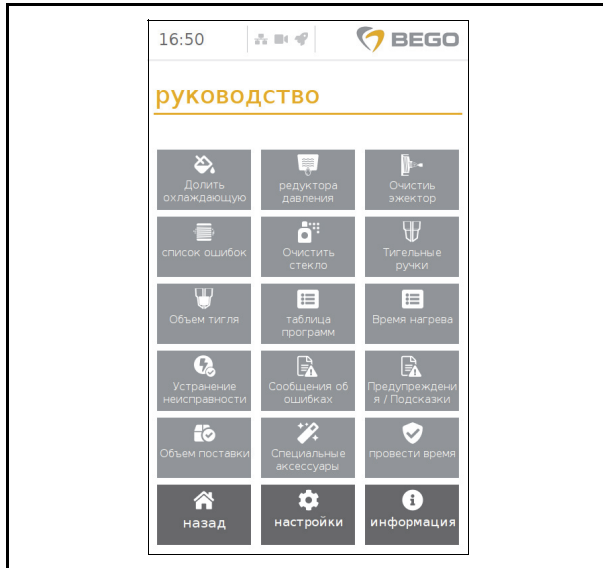 16:50
BEGO
руководство
Долить
охлаждающую
редуктора
давления
Очистиь
эжектор
список ошибок
Очистить
стекло
Тигельные
ручки
Объем тигля
таблица
программ
Время нагрева
Устранение
неисправности
Сообщения об
ошибках
Предупреждени
я / Подсказки
Объем поставки
Специальные
аксессуары
провести время
назад
настройки
информация